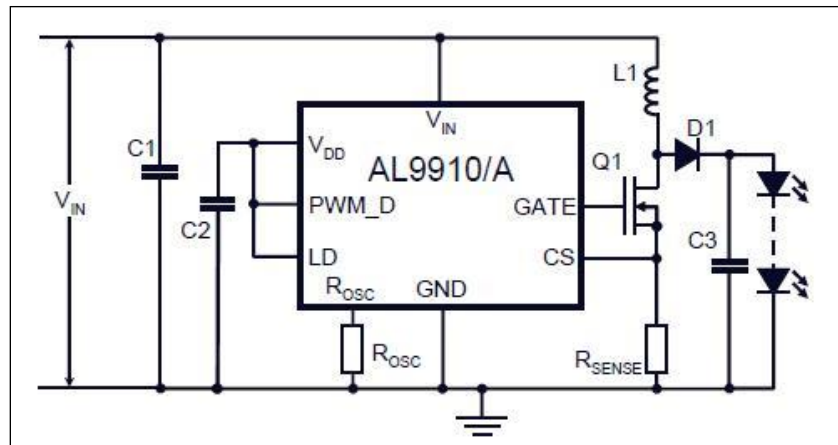 L1
D1
V_IN
C1
V_DD
AL9910/A
Q1
V_IN
C2
PWM_D
GATE
C3
LD
CS
R_OSC
GND
R_OSC
R_SENSE